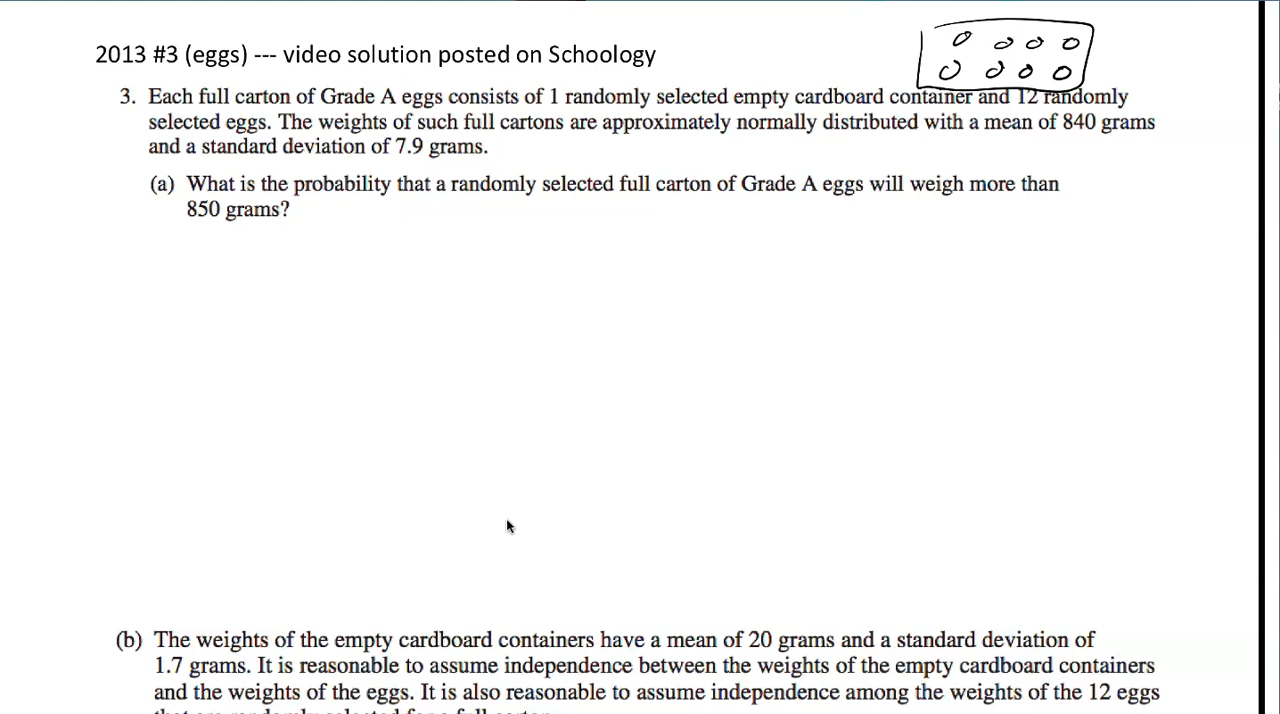 2013 #3 (eggs) --- video solution posted on Schoology
3. Each full carton of Grade A eggs consists of 1 randomly selected empty cardboard container and 12 randomly
selected eggs. The weights of such full cartons are approximately normally distributed with a mean of 840 grams
and a standard deviation of 7.9 grams.
(a) What is the probability that a randomly selected full carton of Grade A eggs will weigh more than
850 grams?
(b) The weights of the empty cardboard containers have a mean of 20 grams and a standard deviation of
1.7 grams. It is reasonable to assume independence between the weights of the empty cardboard containers
and the weights of the eggs. It is also reasonable to assume independence among the weights of the 12 eggs